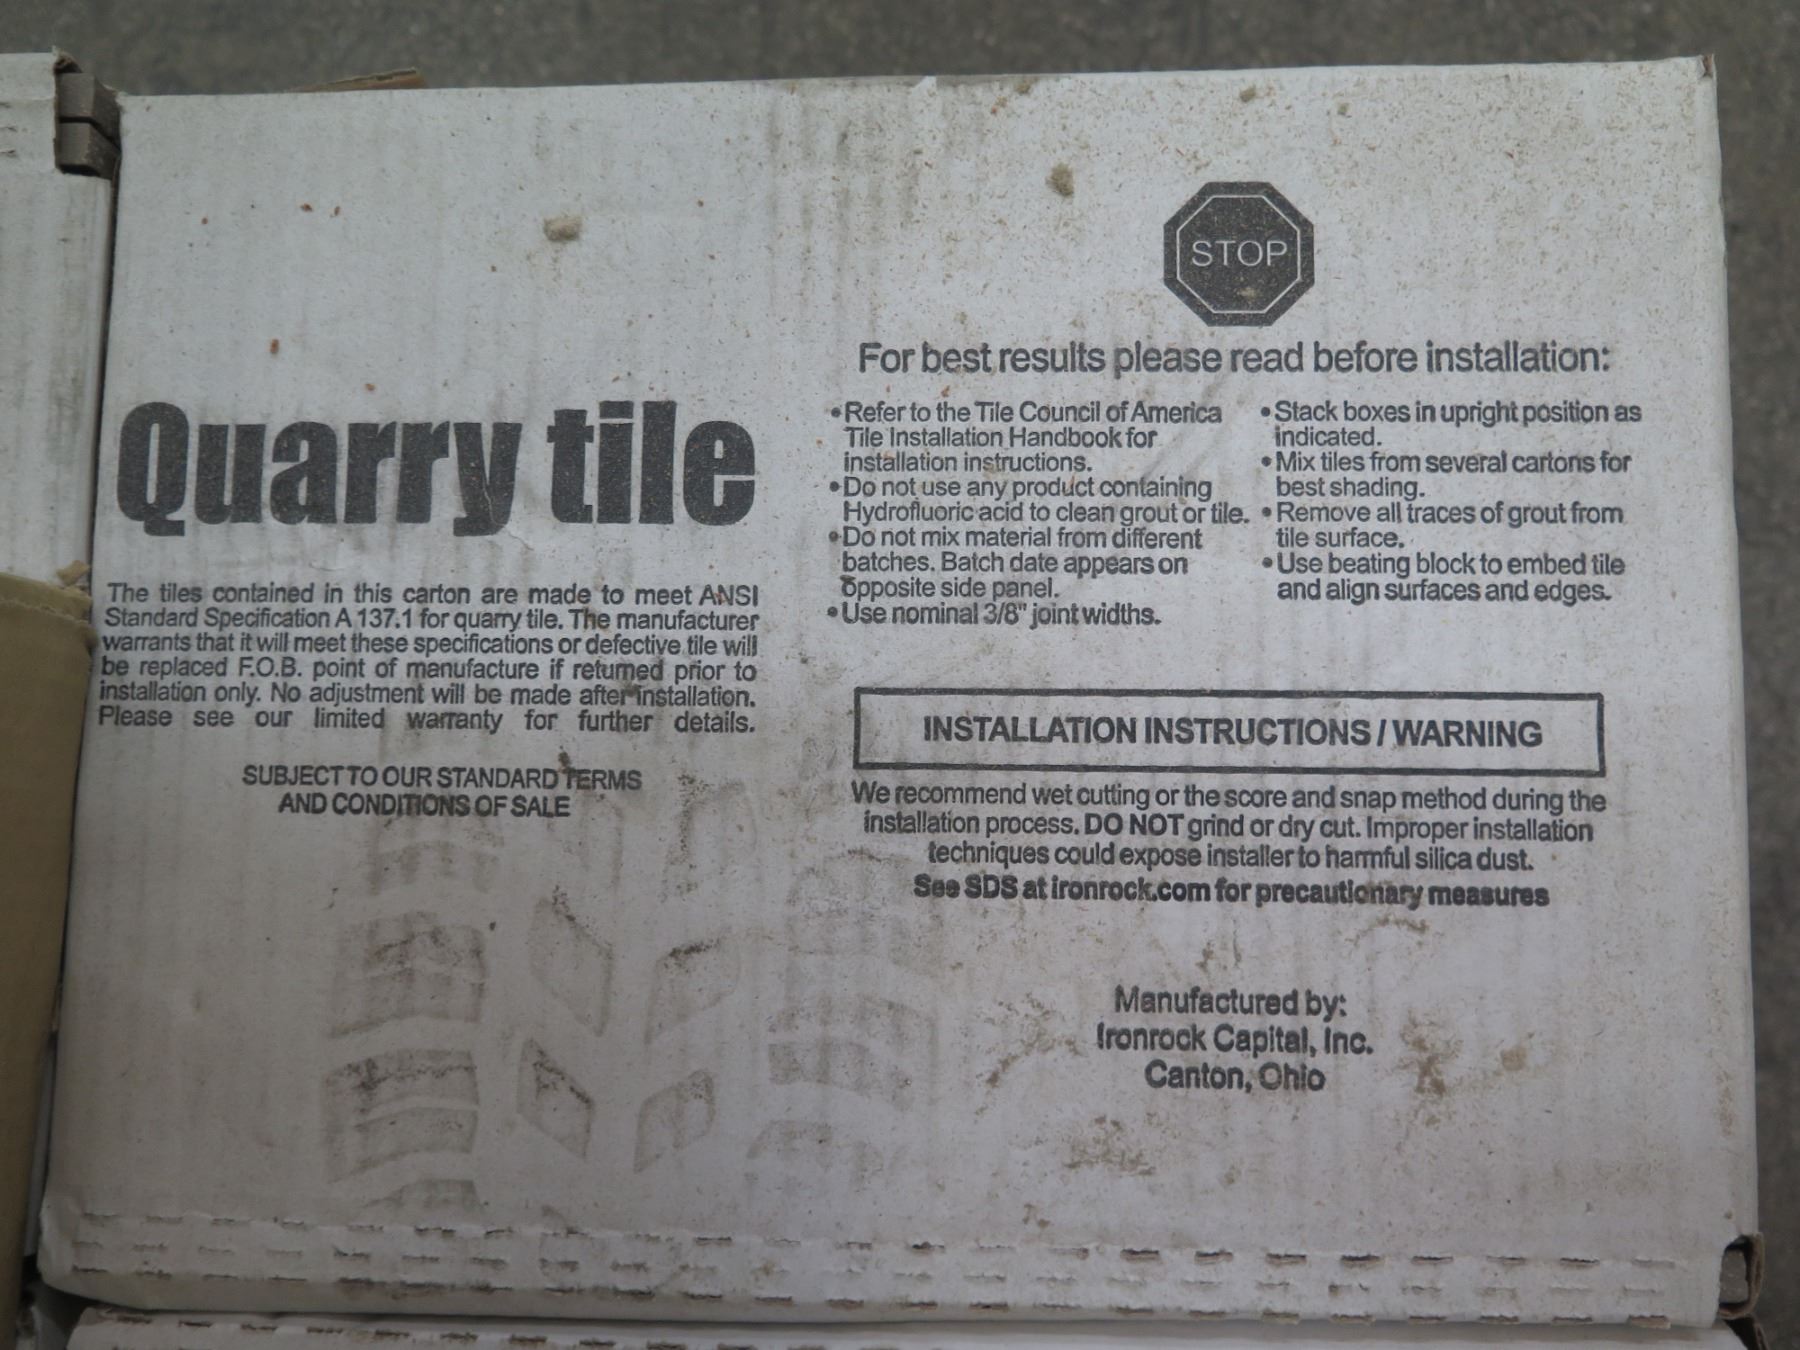 STOP
Quarry tile
The tiles contained in this carton are made to meet ANSI
Standard Specification A 137.1 for quarry tile. The manufacturer
warrants that it will meet these specifications or defective tile will
be replaced F.O.B. point of manufacture if returned prior to
installation only. No adjustment will be made after installation.
Please see our limited warranty for further details.
SUBJECT TO OUR STANDARD TERMS
AND CONDITIONS OF SALE
For best results please read before installation:
• Refer to the Tile Council of America
Tile Installation Handbook for
installation instructions.
• Do not use any product containing
Hydrofluoric acid to clean grout or tile.
• Do not mix material from different
batches. Batch date appears on
opposite side panel.
• Use nominal 3/8" joint widths.
• Stack boxes in upright position as
indicated.
• Mix tiles from several cartons for
best shading.
• Remove all traces of grout from
tile surface.
• Use beating block to embed tile
and align surfaces and edges.
INSTALLATION INSTRUCTIONS / WARNING
We recommend wet cutting or the score and snap method during the
installation process. DO NOT grind or dry cut. Improper installation
techniques could expose installer to harmful silica dust.
See SDS at ironrock.com for precautionary measures
Manufactured by:
Ironrock Capital, Inc.
Canton, Ohio